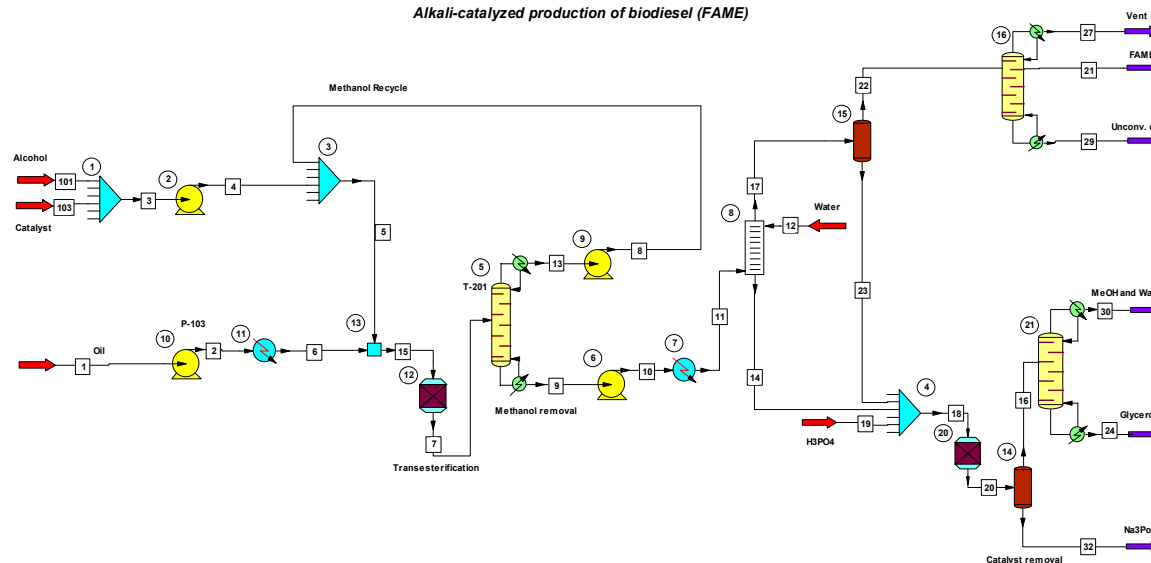 Alkali-catalyzed production of biodiesel (FAME)
Vent
16
27
FAM
21
22
Methanol Recycle
15
Unconv.
29
3
Alcohol
1
101
2
4
17
Water
8
12
103
3
Catalyst
5
9
8
5
13
T-201
23
MeOH and Wa
P-103
11
30
21
13
10
11
7
Oil
2
6
15
6
12
14
4
16
1
9
10
Methanol removal
18
Glycero
19
20
24
H3PO4
14
7
Transesterification
20
Na3Po
Catalyst removal
32